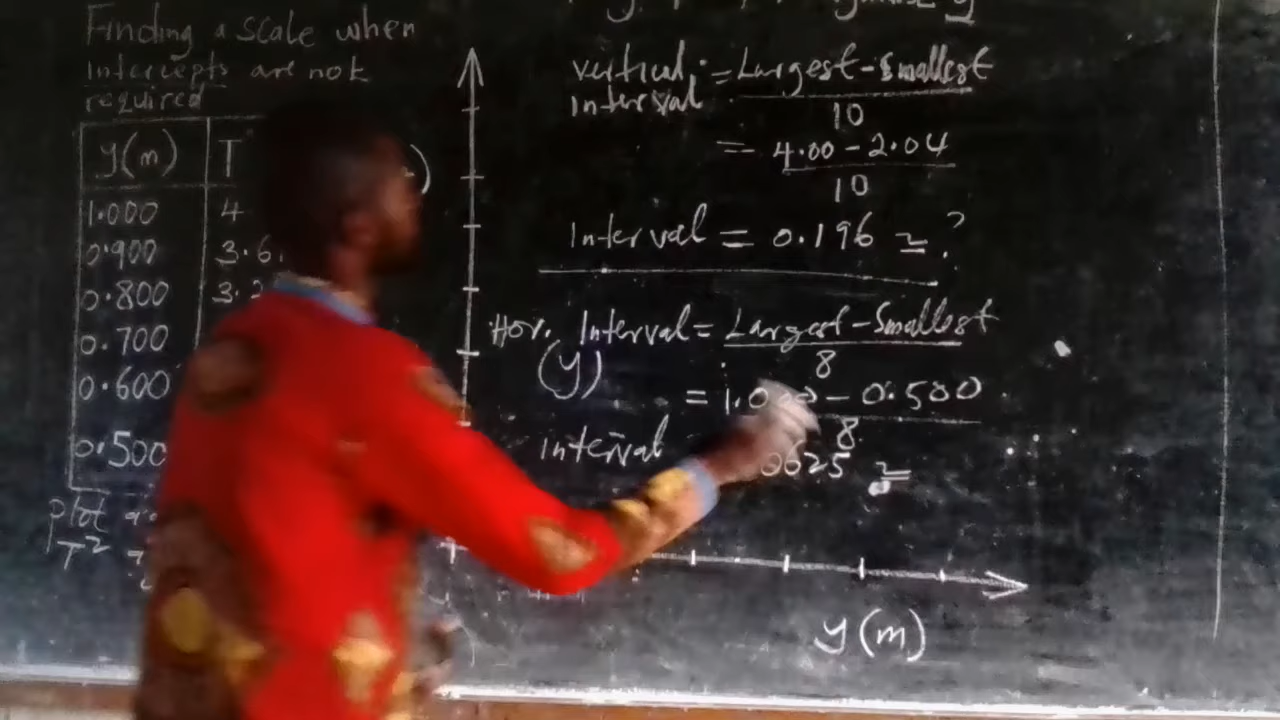 Finding a scale when
intercepts are not
required
y(m) T
1.000 4
0.900 3.6
0.800 3.2
0.700
0.600
0.500
plot
T²
vertical interval = Largest-Smallest
10
= 4.00 - 2.04
10
Interval = 0.196 ≃ ?
Hor. Interval = Largest-Smallest
(y) 8
= 1.000 - 0.500
8
interval 0625 ≃
y(m)